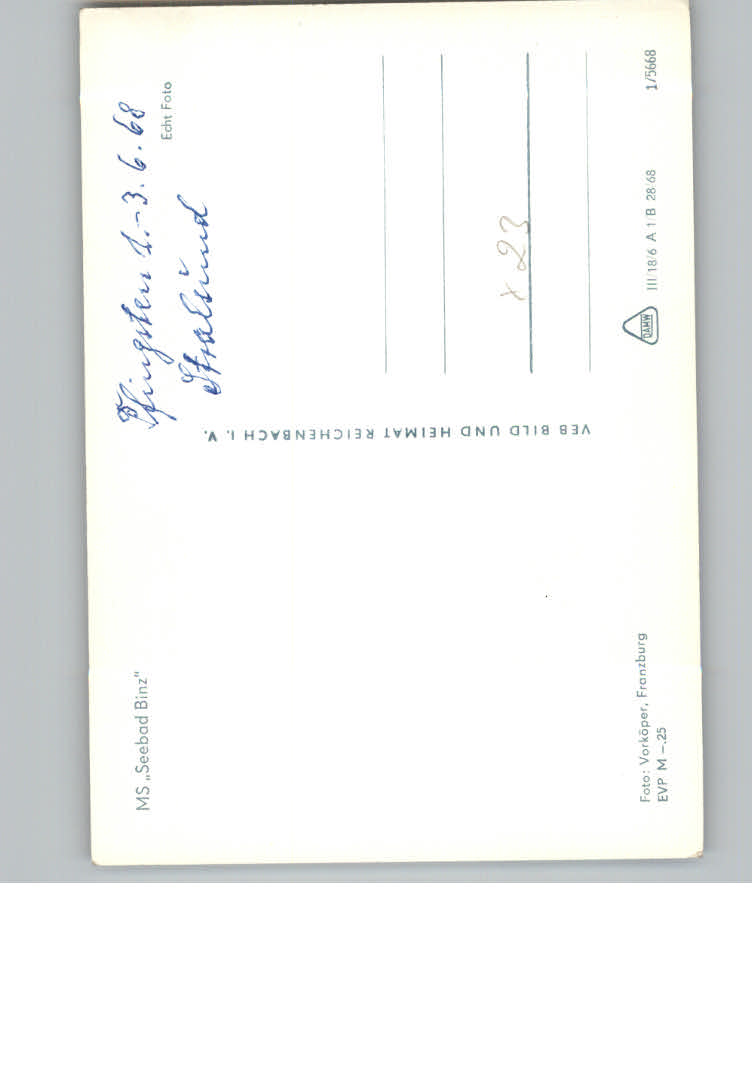 MS „Seebad Binz"
Pfingsten 1.-3.6.68
Echt Foto
Stralsund
VEB BILD UND HEIMAT REICHENBACH I. V.
x 23
Foto: Vorköper, Franzburg
EVP M –.25
DAMW
III/18/6 A 1 B 28/68
1/5668